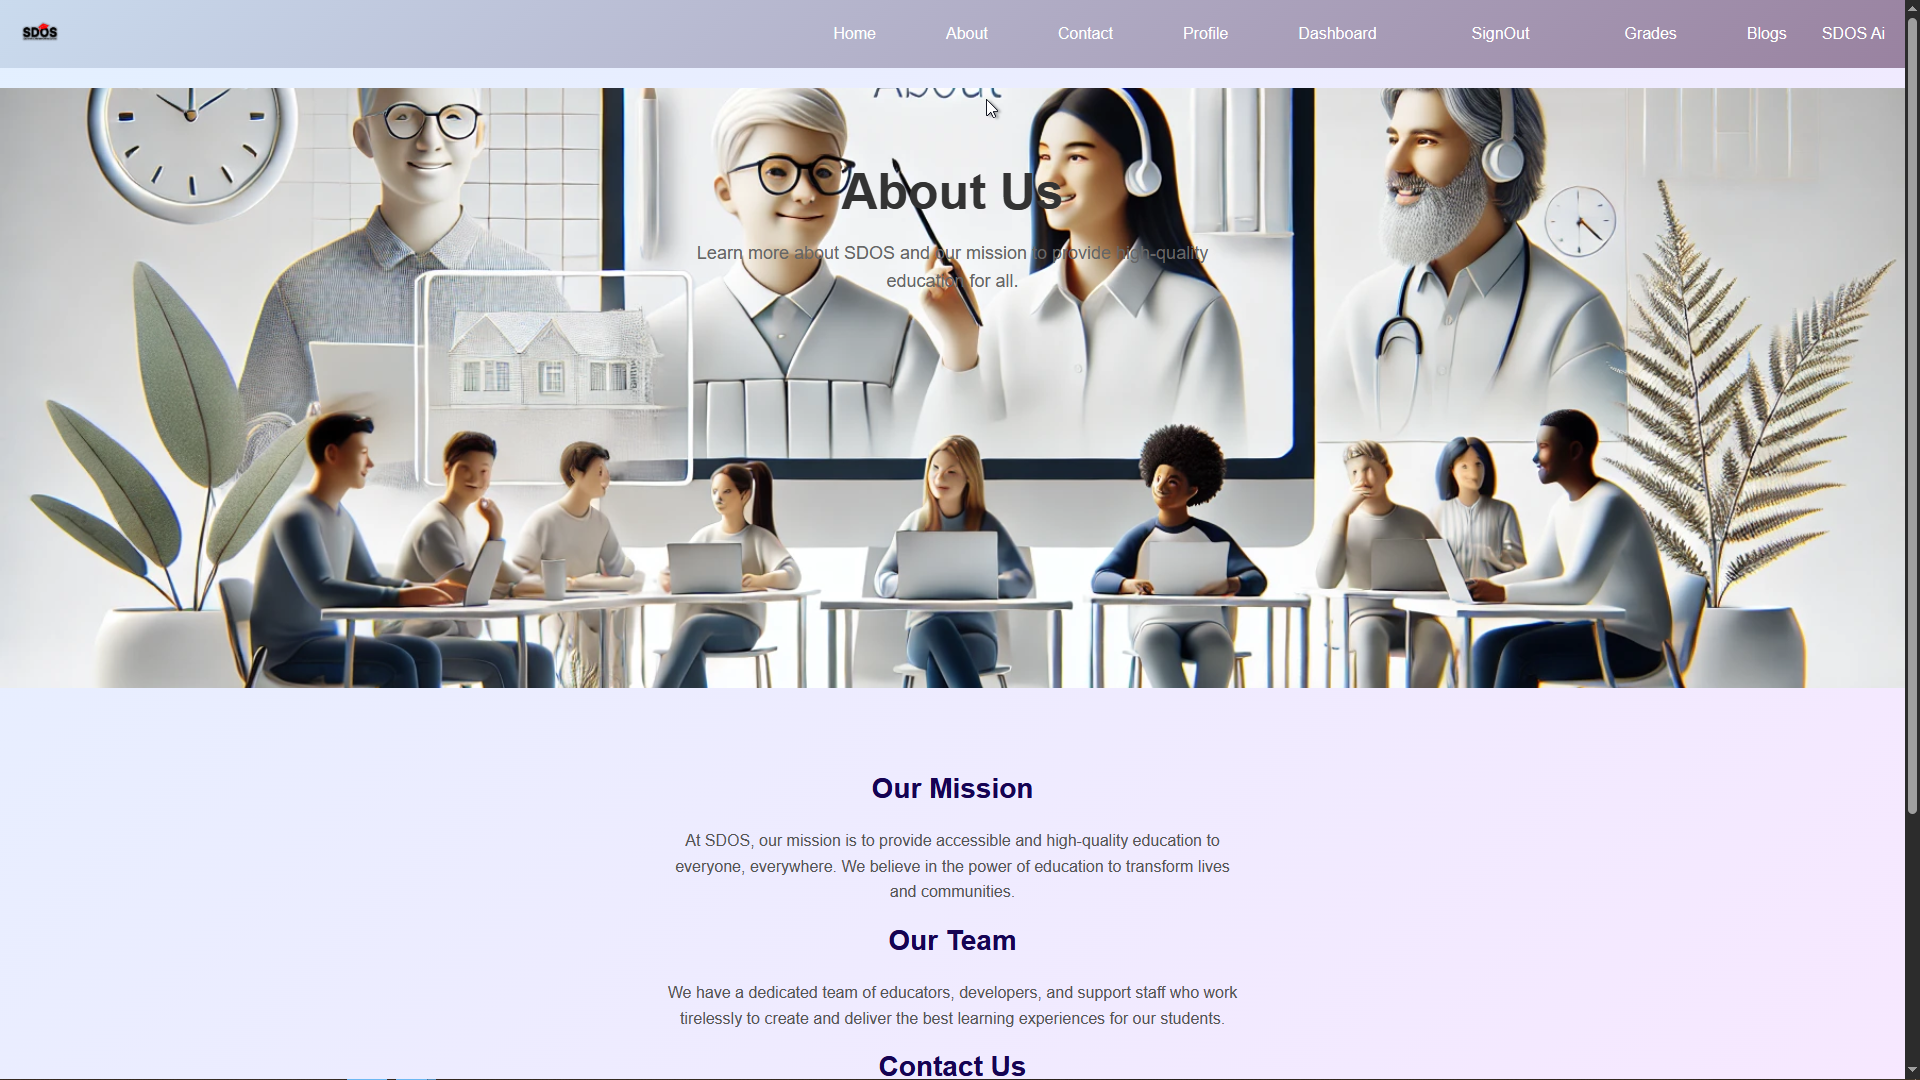 SDOS
Home About Contact Profile Dashboard SignOut Grades Blogs SDOS Ai
About
About Us
Learn more about SDOS and our mission to provide high-quality
education for all.
Our Mission
At SDOS, our mission is to provide accessible and high-quality education to
everyone, everywhere. We believe in the power of education to transform lives
and communities.
Our Team
We have a dedicated team of educators, developers, and support staff who work
tirelessly to create and deliver the best learning experiences for our students.
Contact Us